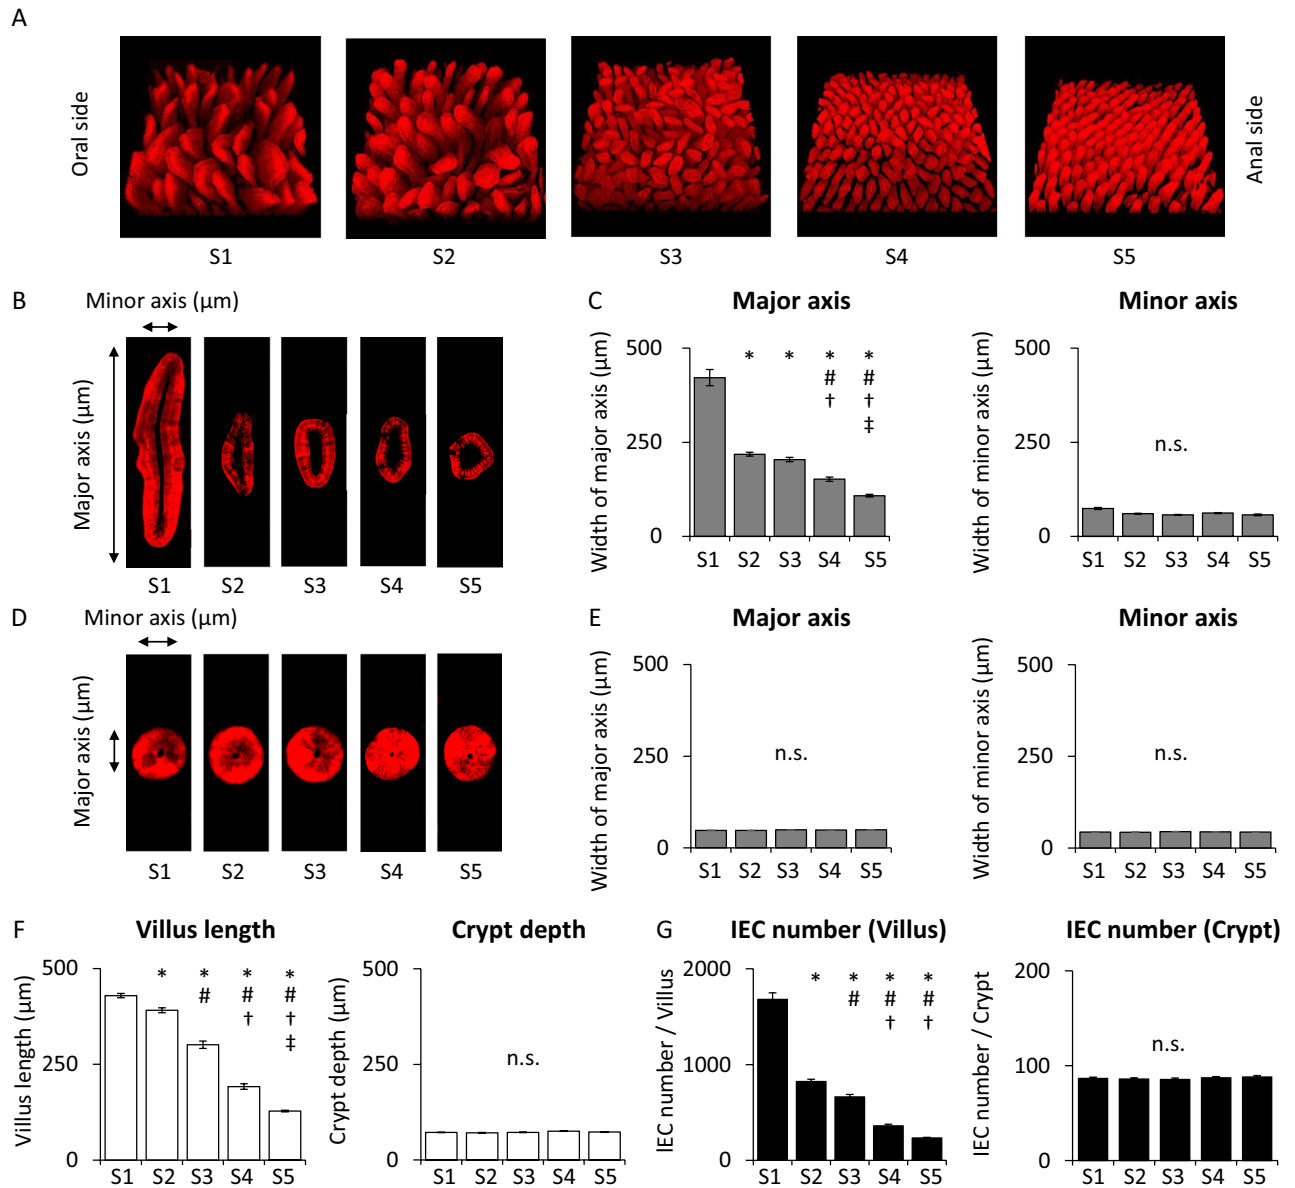 A
Oral side
S1 S2 S3 S4 S5
Anal side
B
Minor axis (µm)
Major axis (µm)
S1 S2 S3 S4 S5
C
Major axis
Width of major axis (µm)
500
250
0
* * * *
# #
† †
‡
S1 S2 S3 S4 S5
Minor axis
Width of minor axis (µm)
500
250
0
n.s.
S1 S2 S3 S4 S5
D
Minor axis (µm)
Major axis (µm)
S1 S2 S3 S4 S5
E
Major axis
Width of major axis (µm)
500
250
0
n.s.
S1 S2 S3 S4 S5
Minor axis
Width of minor axis (µm)
500
250
0
n.s.
S1 S2 S3 S4 S5
F
Villus length
Villus length (µm)
500
250
0
* * * *
# # #
† †
‡
S1 S2 S3 S4 S5
Crypt depth
Crypt depth (µm)
500
250
0
n.s.
S1 S2 S3 S4 S5
G
IEC number (Villus)
IEC number / Villus
2000
1000
0
* * * *
# # #
† †
S1 S2 S3 S4 S5
IEC number (Crypt)
IEC number / Crypt
200
100
0
n.s.
S1 S2 S3 S4 S5